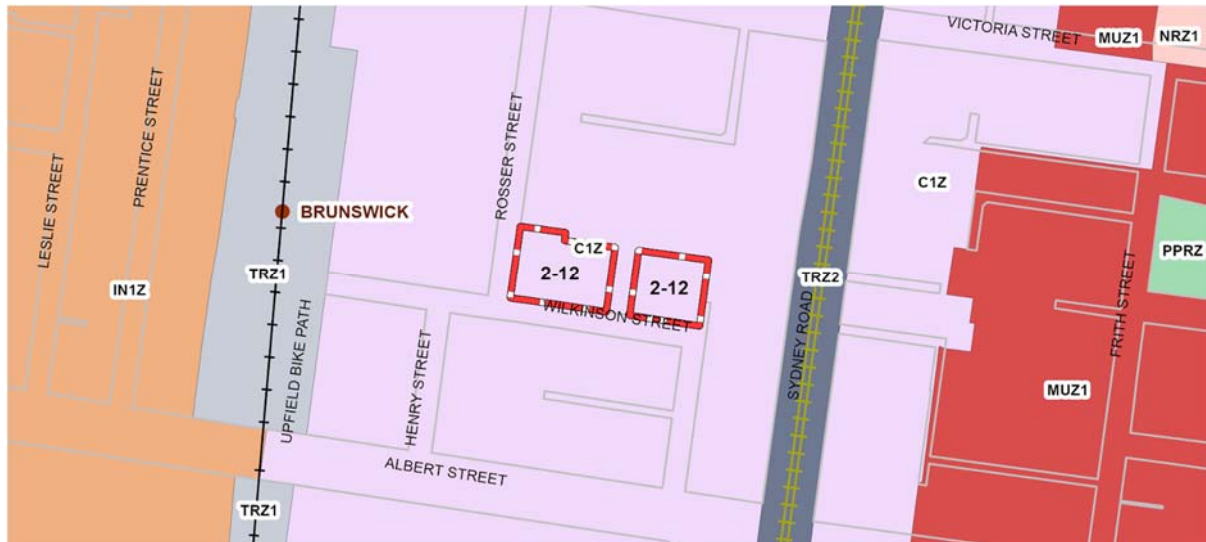 VICTORIA STREET
MUZ1
NRZ1
PRENTICE STREET
LESLIE STREET
ROSSER STREET
BRUNSWICK
C1Z
C1Z
PPRZ
TRZ1
2-12
2-12
TRZ2
IN1Z
WILKINSON STREET
UPFIELD BIKE PATH
HENRY STREET
SYDNEY ROAD
FRITH STREET
MUZ1
ALBERT STREET
TRZ1